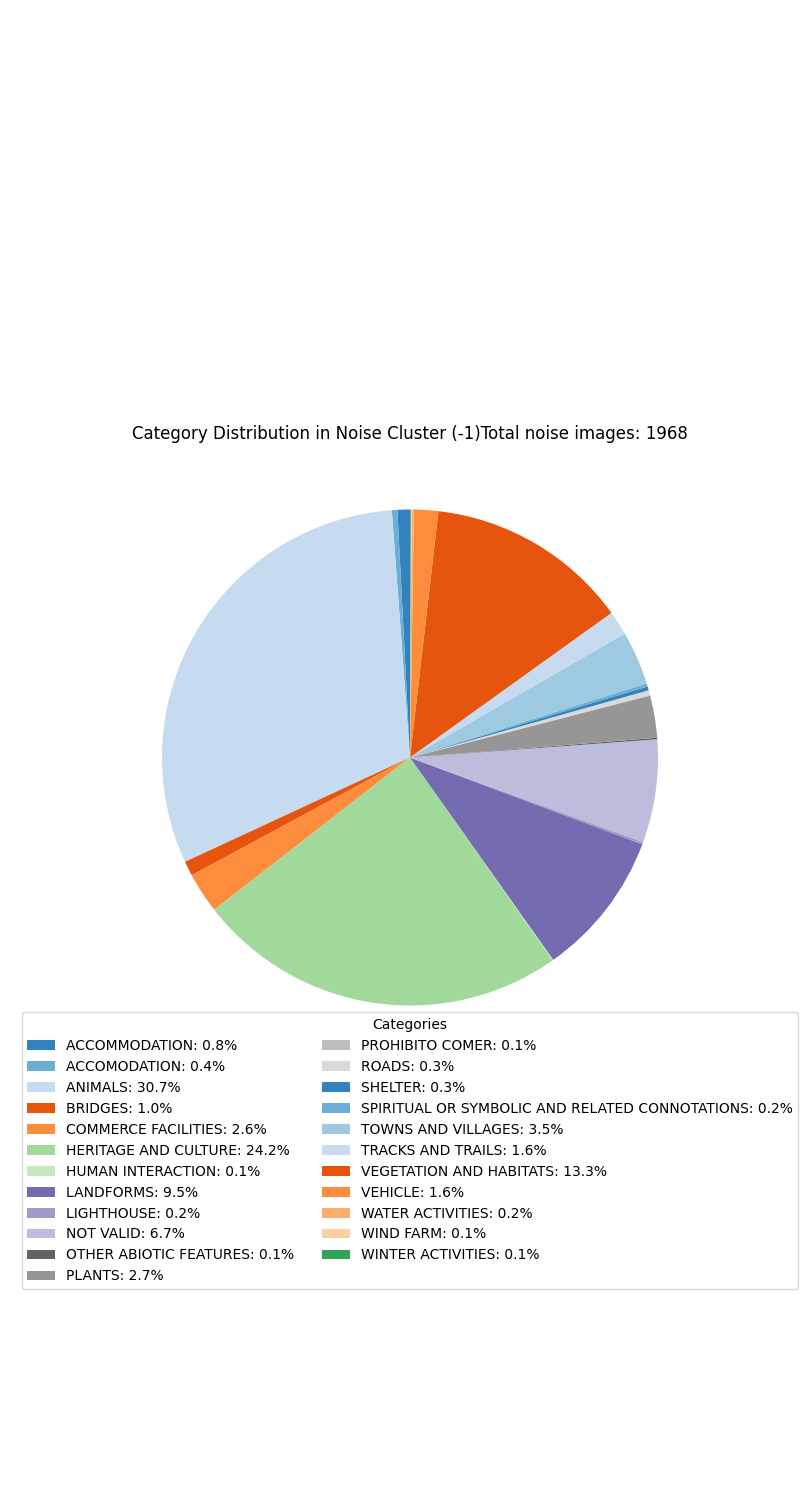 Category Distribution in Noise Cluster (-1)Total noise images: 1968
Categories
ACCOMMODATION: 0.8%
ACCOMODATION: 0.4%
ANIMALS: 30.7%
BRIDGES: 1.0%
COMMERCE FACILITIES: 2.6%
HERITAGE AND CULTURE: 24.2%
HUMAN INTERACTION: 0.1%
LANDFORMS: 9.5%
LIGHTHOUSE: 0.2%
NOT VALID: 6.7%
OTHER ABIOTIC FEATURES: 0.1%
PLANTS: 2.7%
PROHIBITO COMER: 0.1%
ROADS: 0.3%
SHELTER: 0.3%
SPIRITUAL OR SYMBOLIC AND RELATED CONNOTATIONS: 0.2%
TOWNS AND VILLAGES: 3.5%
TRACKS AND TRAILS: 1.6%
VEGETATION AND HABITATS: 13.3%
VEHICLE: 1.6%
WATER ACTIVITIES: 0.2%
WIND FARM: 0.1%
WINTER ACTIVITIES: 0.1%